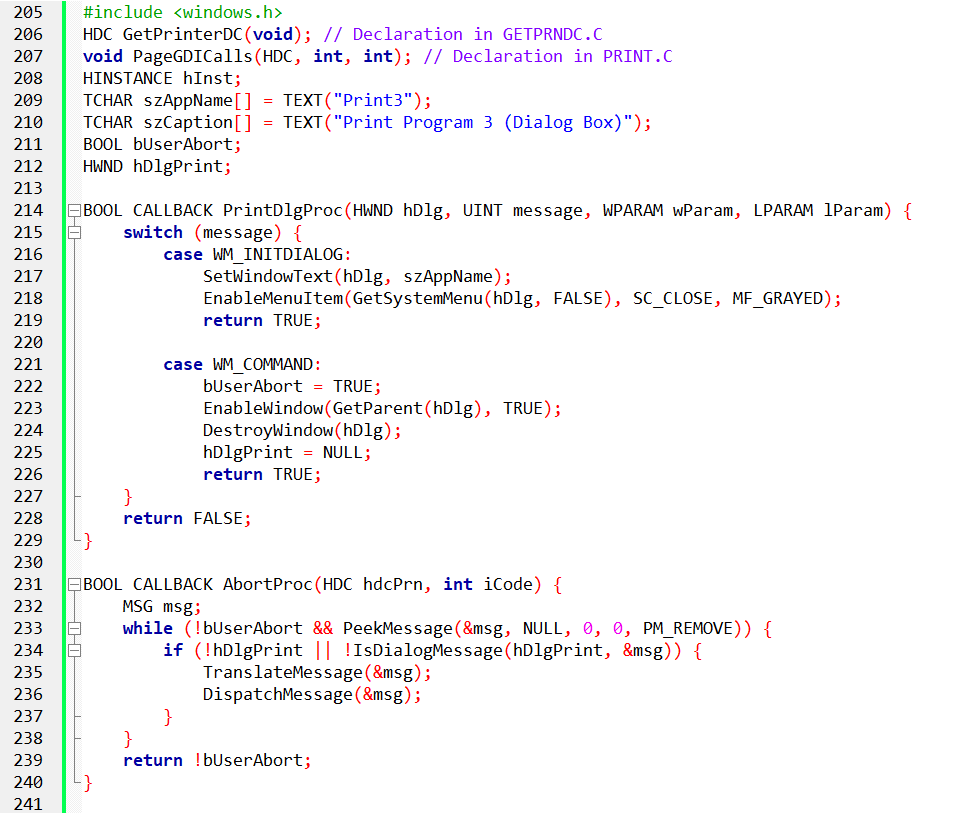 205 #include <windows.h>
206 HDC GetPrinterDC(void); // Declaration in GETPRNDC.C
207 void PageGDICalls(HDC, int, int); // Declaration in PRINT.C
208 HINSTANCE hInst;
209 TCHAR szAppName[] = TEXT("Print3");
210 TCHAR szCaption[] = TEXT("Print Program 3 (Dialog Box)");
211 BOOL bUserAbort;
212 HWND hDlgPrint;
213
214 BOOL CALLBACK PrintDlgProc(HWND hDlg, UINT message, WPARAM wParam, LPARAM lParam) {
215     switch (message) {
216         case WM_INITDIALOG:
217             SetWindowText(hDlg, szAppName);
218             EnableMenuItem(GetSystemMenu(hDlg, FALSE), SC_CLOSE, MF_GRAYED);
219             return TRUE;
220
221         case WM_COMMAND:
222             bUserAbort = TRUE;
223             EnableWindow(GetParent(hDlg), TRUE);
224             DestroyWindow(hDlg);
225             hDlgPrint = NULL;
226             return TRUE;
227     }
228     return FALSE;
229 }
230
231 BOOL CALLBACK AbortProc(HDC hdcPrn, int iCode) {
232     MSG msg;
233     while (!bUserAbort && PeekMessage(&msg, NULL, 0, 0, PM_REMOVE)) {
234         if (!hDlgPrint || !IsDialogMessage(hDlgPrint, &msg)) {
235             TranslateMessage(&msg);
236             DispatchMessage(&msg);
237         }
238     }
239     return !bUserAbort;
240 }
241